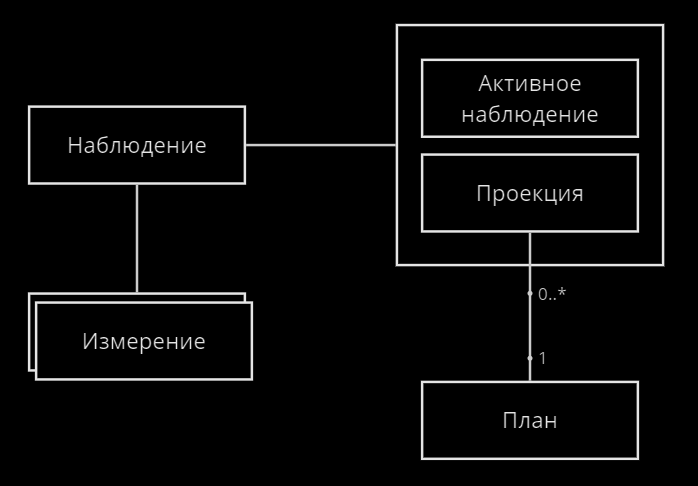 Активное
наблюдение
Наблюдение
Проекция
0..*
Измерение
1
План